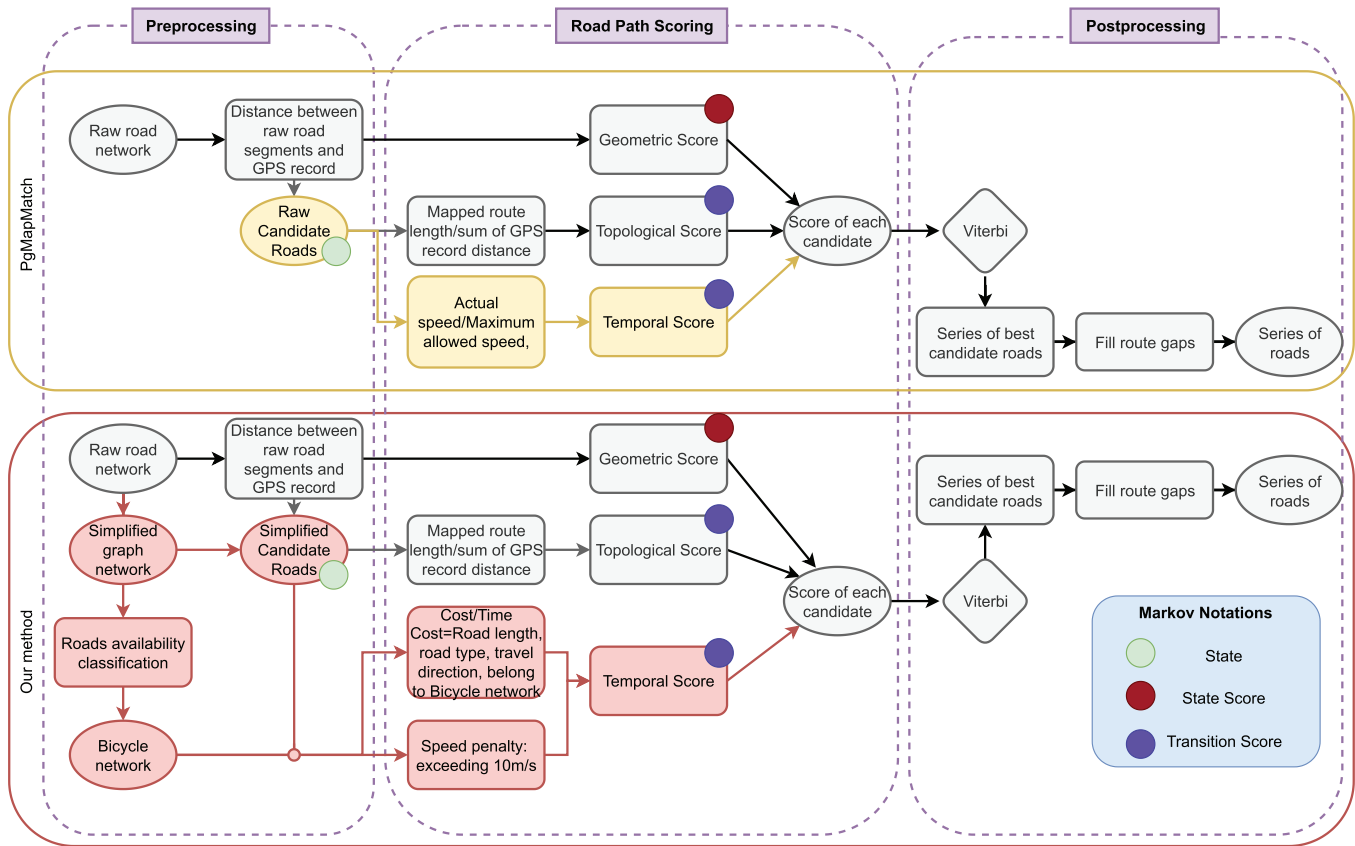 Preprocessing
Road Path Scoring
Postprocessing
PgMapMatch
Raw road
network
Distance between
raw road
segments and
GPS record
Geometric Score
Raw
Candidate
Roads
Mapped route
length/sum of GPS
record distance
Topological Score
Score of each
candidate
Viterbi
Actual
speed/Maximum
allowed speed,
Temporal Score
Series of best
candidate roads
Fill route gaps
Series of
roads
Our method
Raw road
network
Distance between
raw road
segments and
GPS record
Geometric Score
Series of best
candidate roads
Fill route gaps
Series of
roads
Simplified
graph
network
Simplified
Candidate
Roads
Mapped route
length/sum of GPS
record distance
Topological Score
Score of each
candidate
Viterbi
Roads availability
classification
Cost/Time
Cost=Road length,
road type, travel
direction, belong
to Bicycle network
Temporal Score
Bicycle
network
Speed penalty:
exceeding 10m/s
Markov Notations
State
State Score
Transition Score